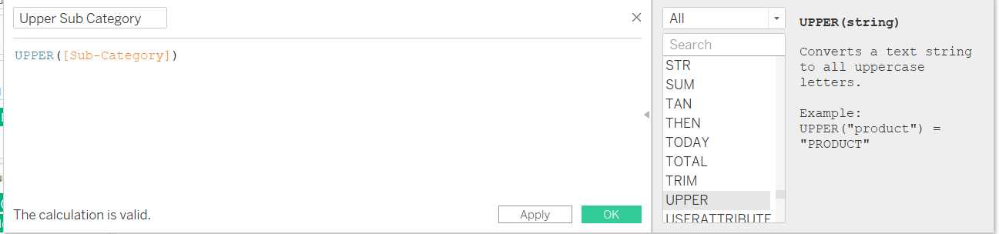 Upper Sub Category
UPPER([Sub-Category])
The calculation is valid.
Apply
OK
All
Search
STR
SUM
TAN
THEN
TODAY
TOTAL
TRIM
UPPER
USERATTRIBUTE
UPPER(string)
Converts a text string
to all uppercase
letters.
Example:
UPPER("product") =
"PRODUCT"